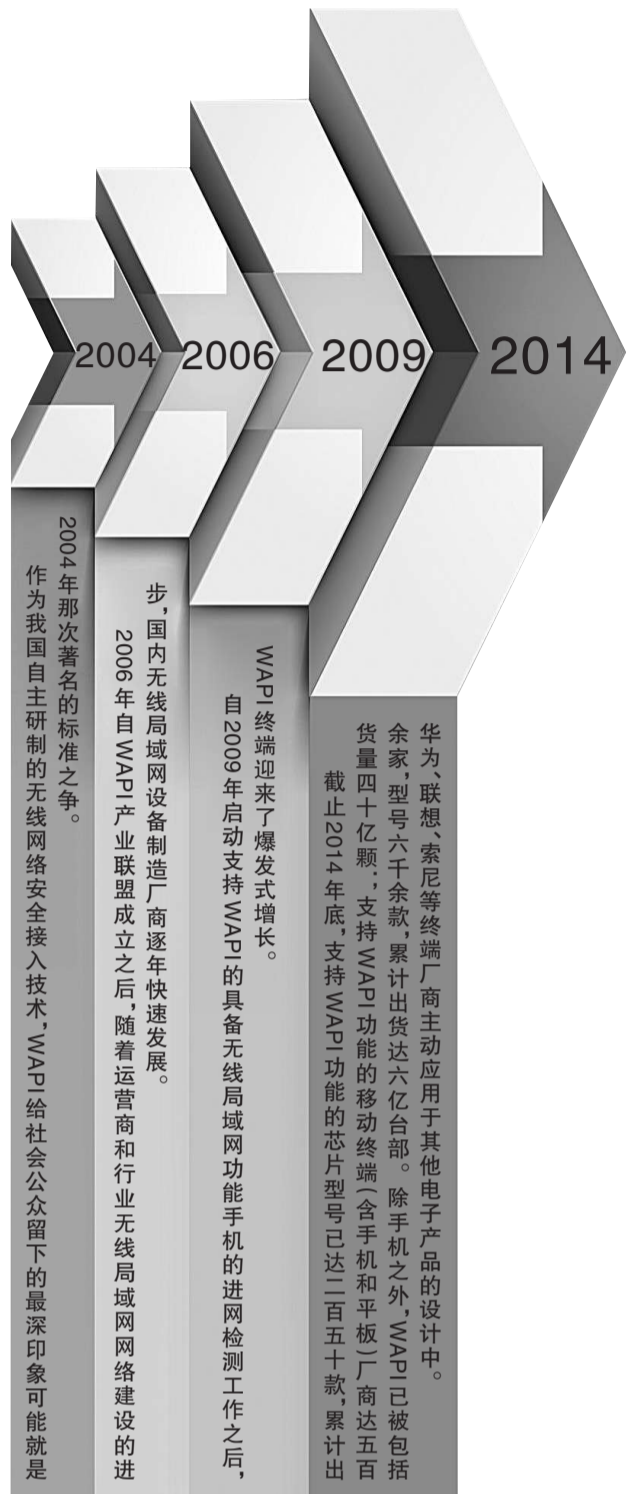 2004
作为我国自主研制的无线网络安全接入技术，WAPI给社会公众留下的最深印象可能就是
2004年那次著名的标准之争。
2006
2006年自WAPI产业联盟成立之后，随着运营商和行业无线局域网网络建设的进
步，国内无线局域网设备制造厂商逐年快速发展。
2009
自2009年启动支持WAPI的具备无线局域网功能手机的进网检测工作之后，
WAPI终端迎来了爆发式增长。
2014
截止2014年底，支持WAPI功能的芯片型号已达二百五十款，累计出
货量四十亿颗；支持WAPI功能的移动终端（含手机和平板）厂商达五百
余家，型号六千余款，累计出货达六亿台部。除手机之外，WAPI已被包括
华为、联想、索尼等终端厂商主动应用于其他电子产品的设计中。